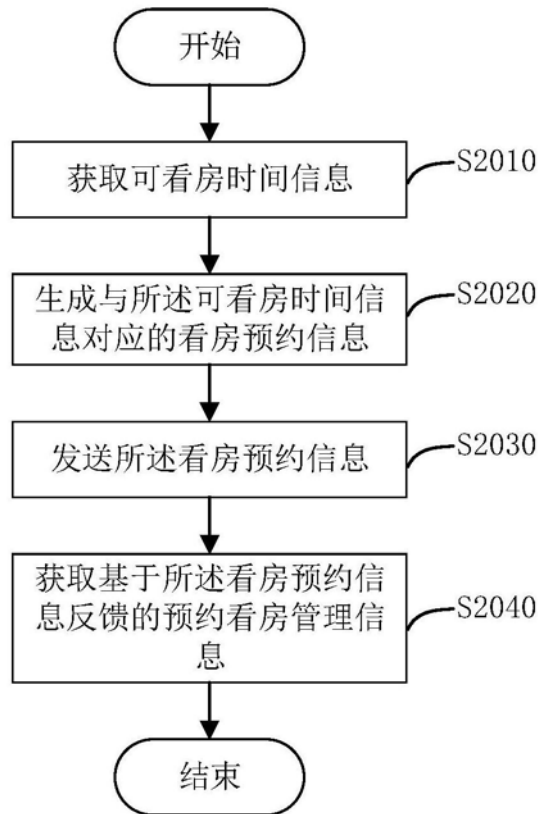 开始
获取可看房时间信息
S2010
生成与所述可看房时间信
息对应的看房预约信息
S2020
发送所述看房预约信息
S2030
获取基于所述看房预约信
息反馈的预约看房管理信
息
S2040
结束